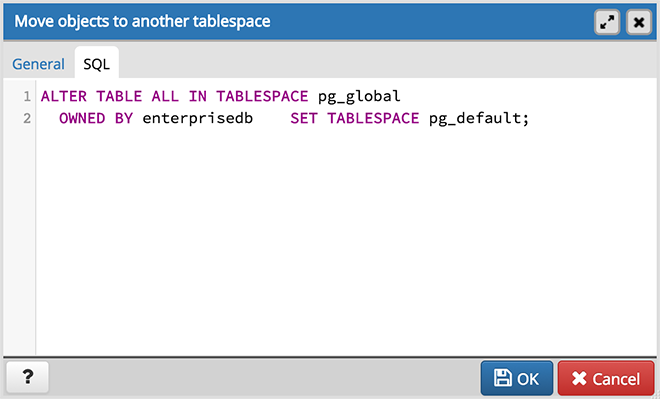 Move objects to another tablespace
General SQL
1 ALTER TABLE ALL IN TABLESPACE pg_global
2   OWNED BY enterprisedb    SET TABLESPACE pg_default;
? OK Cancel